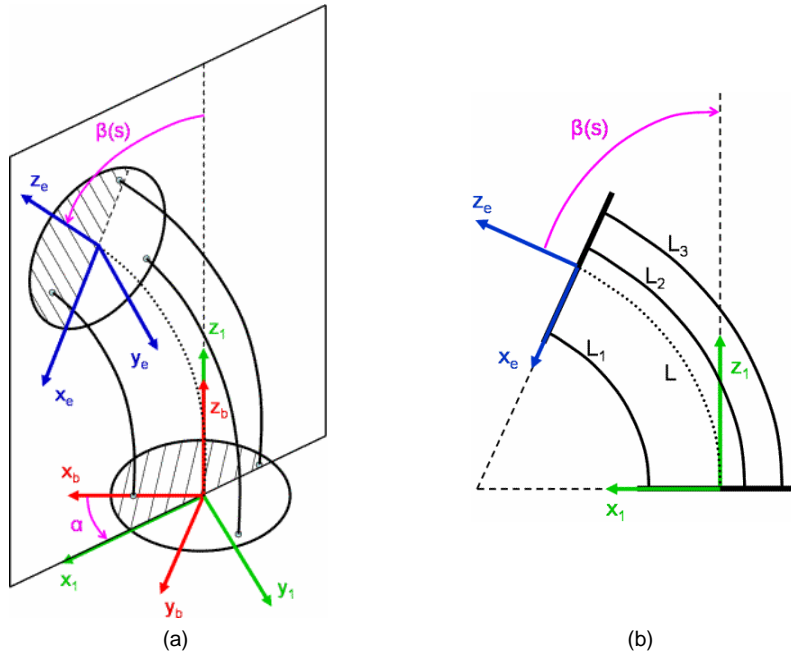 β(s)
z_e
x_e
y_e
z_1
z_b
x_b
α
x_1
y_b
y_1
(a)
β(s)
z_e
x_e
L_1
L_2
L_3
L
z_1
x_1
(b)